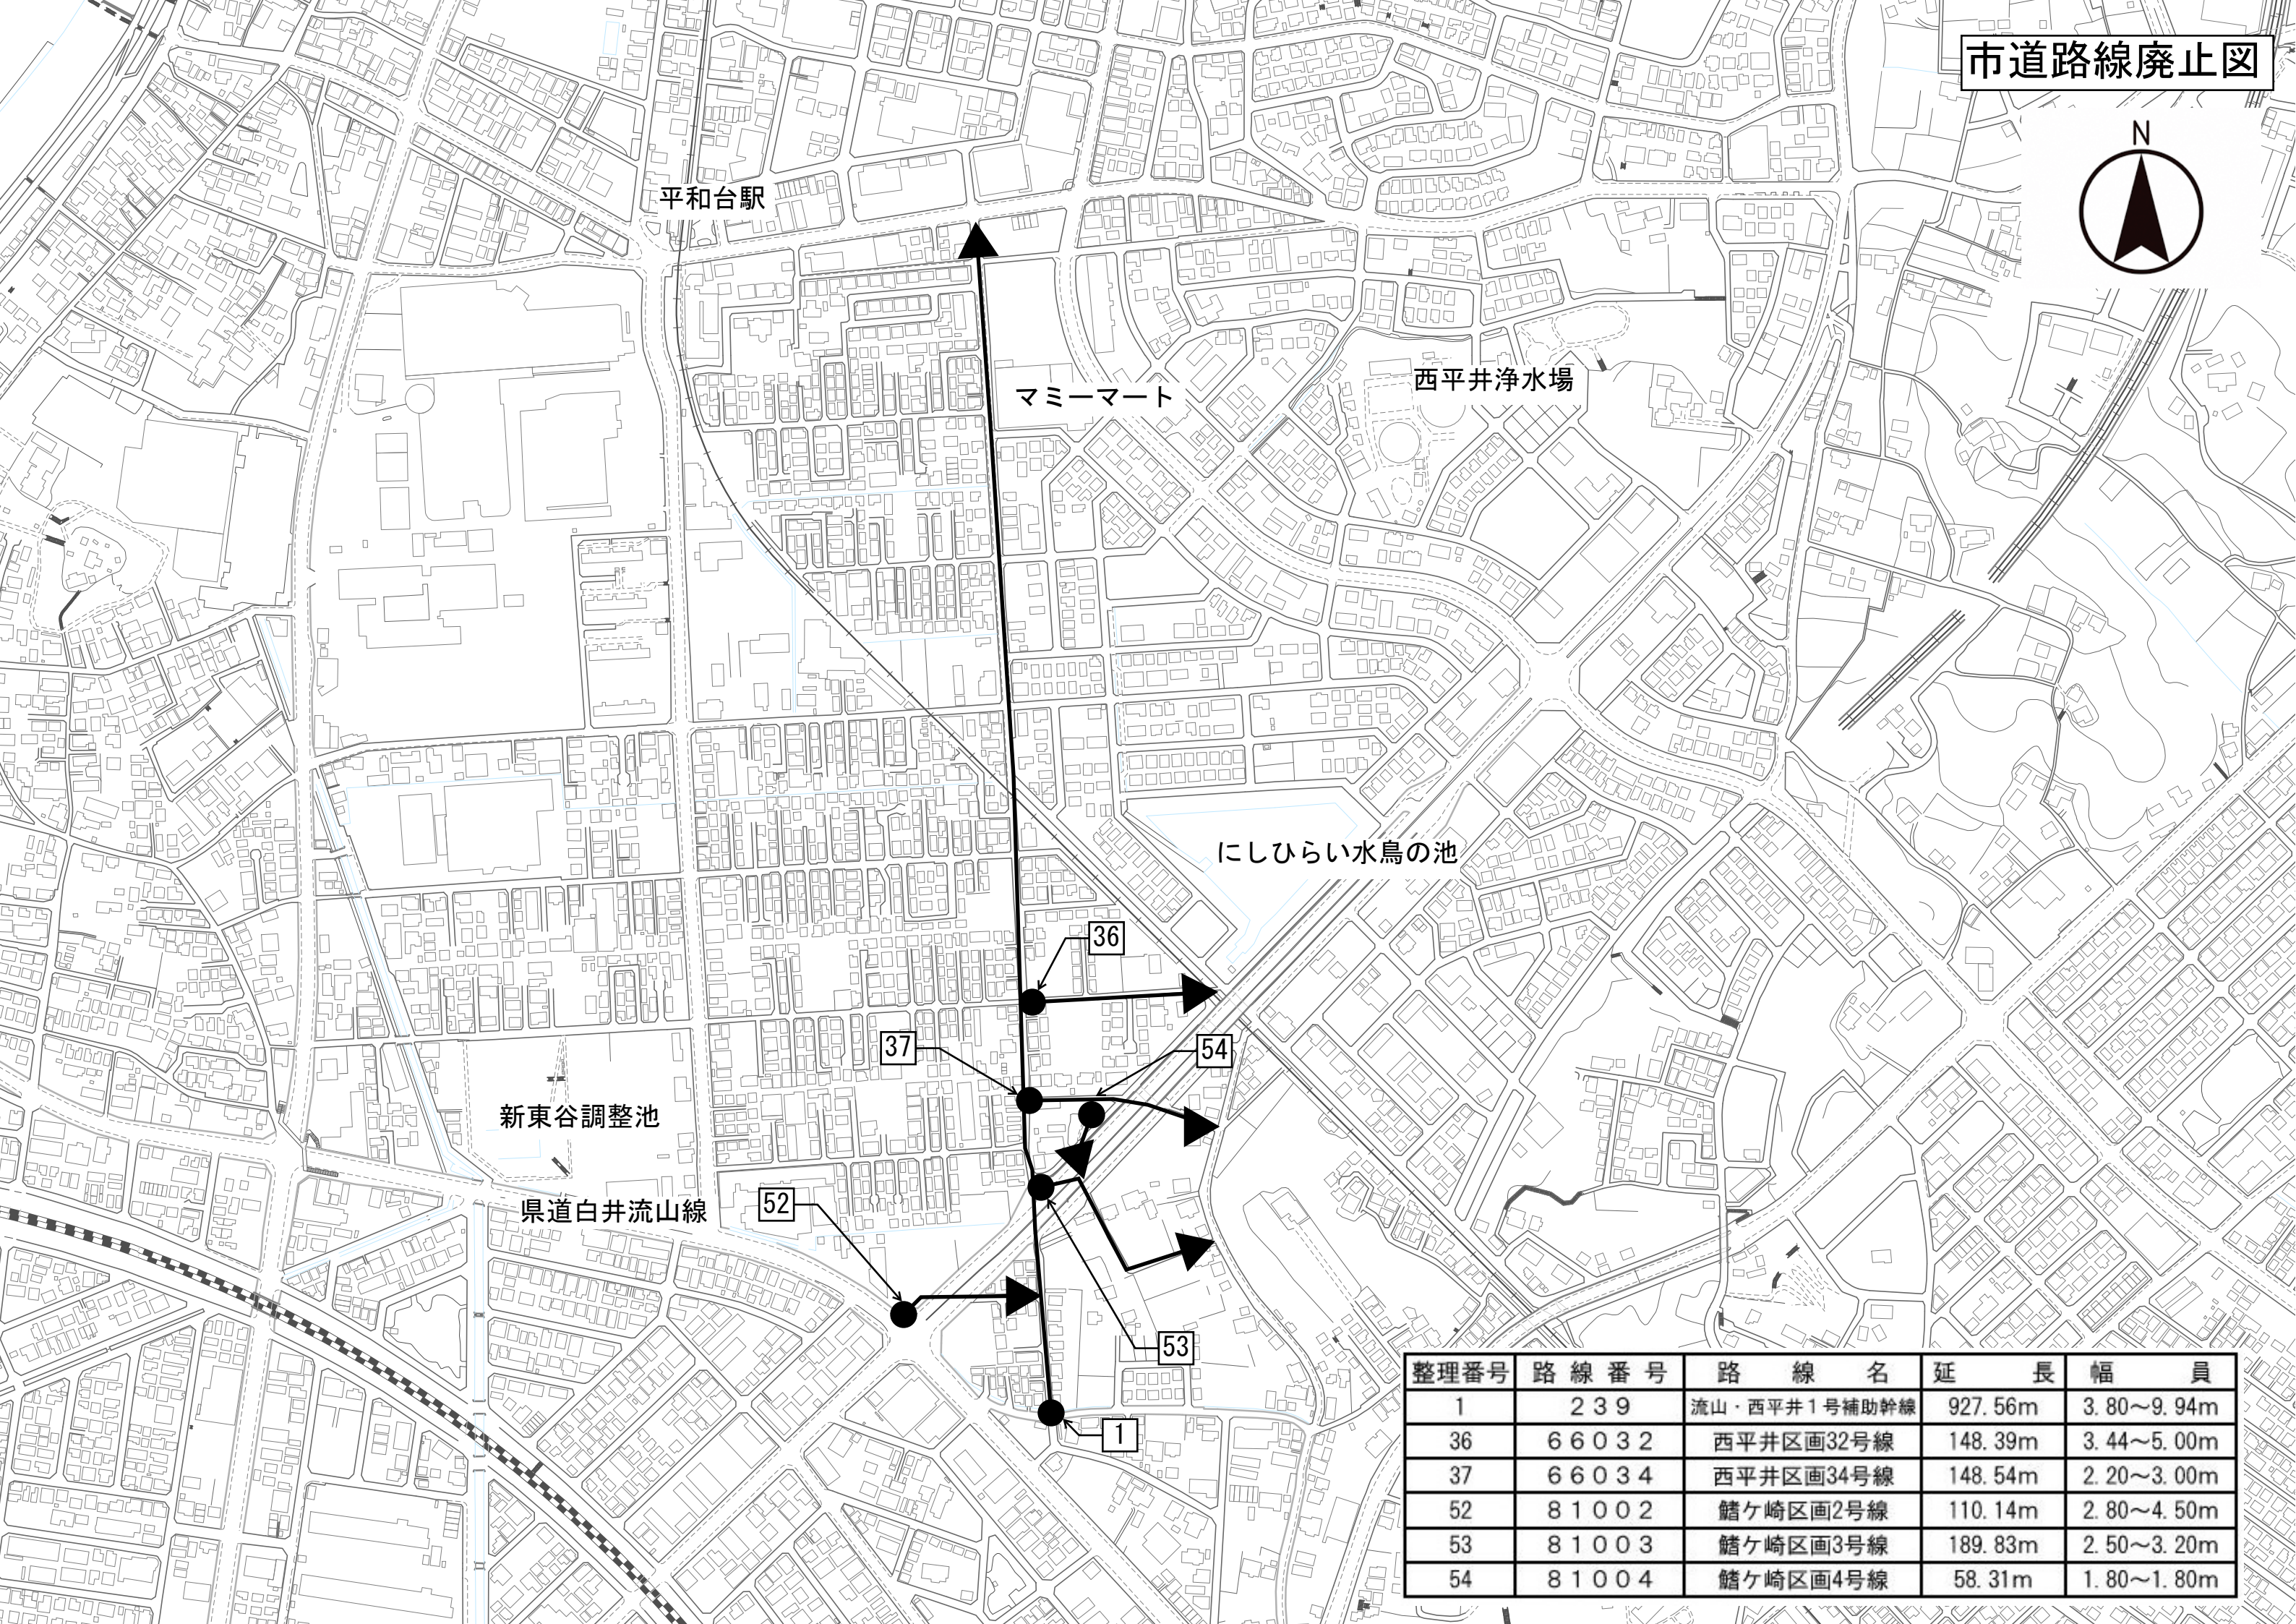 市道路線廃止図
N
平和台駅
マミーマート
西平井浄水場
にしひらい水鳥の池
36
37
54
新東谷調整池
県道白井流山線
52
53
1
整理番号 路線番号 路線名 延長 幅員
1 239 流山・西平井1号補助幹線 927.56m 3.80～9.94m
36 66032 西平井区画32号線 148.39m 3.44～5.00m
37 66034 西平井区画34号線 148.54m 2.20～3.00m
52 81002 鰭ケ崎区画2号線 110.14m 2.80～4.50m
53 81003 鰭ケ崎区画3号線 189.83m 2.50～3.20m
54 81004 鰭ケ崎区画4号線 58.31m 1.80～1.80m